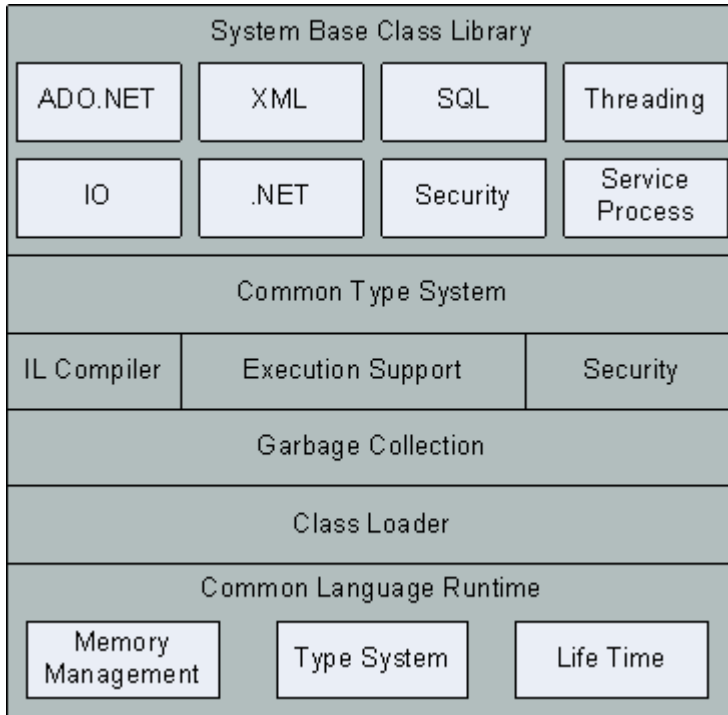 System Base Class Library
ADO.NET
XML
SQL
Threading
IO
.NET
Security
Service
Process
Common Type System
IL Compiler
Execution Support
Security
Garbage Collection
Class Loader
Common Language Runtime
Memory
Management
Type System
Life Time